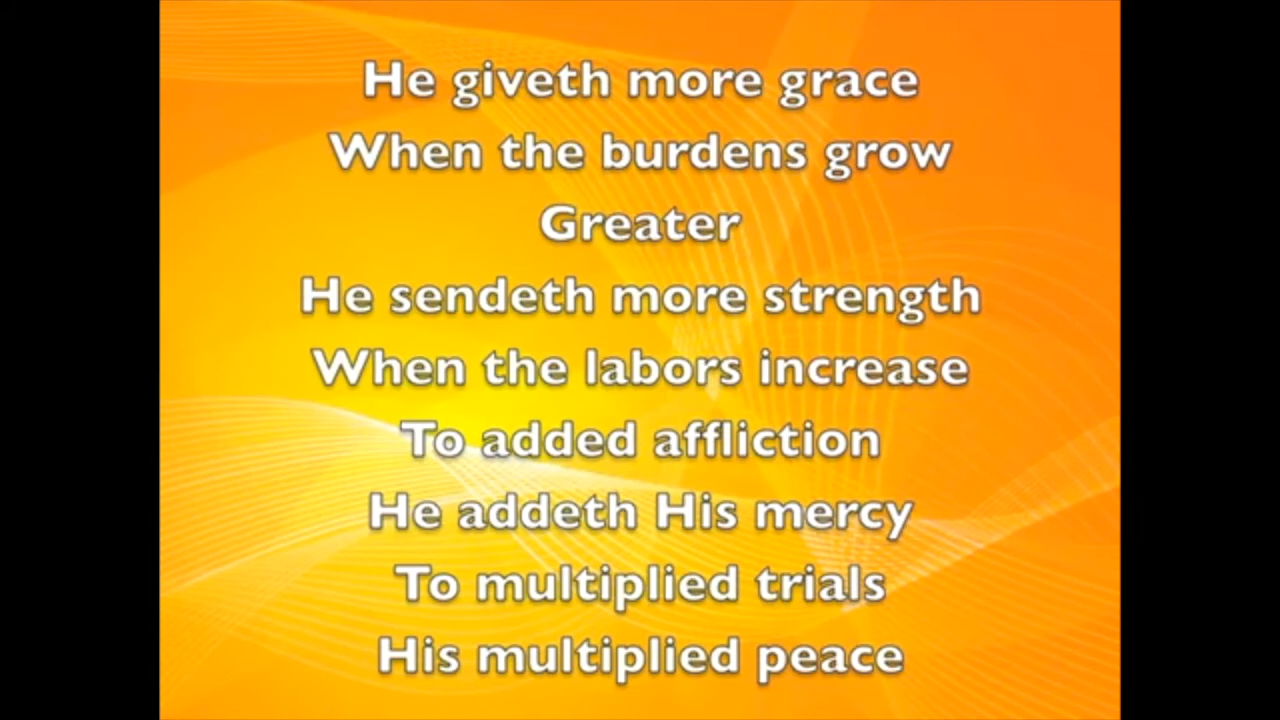 He giveth more grace
When the burdens grow
Greater
He sendeth more strength
When the labors increase
To added affliction
He addeth His mercy
To multiplied trials
His multiplied peace